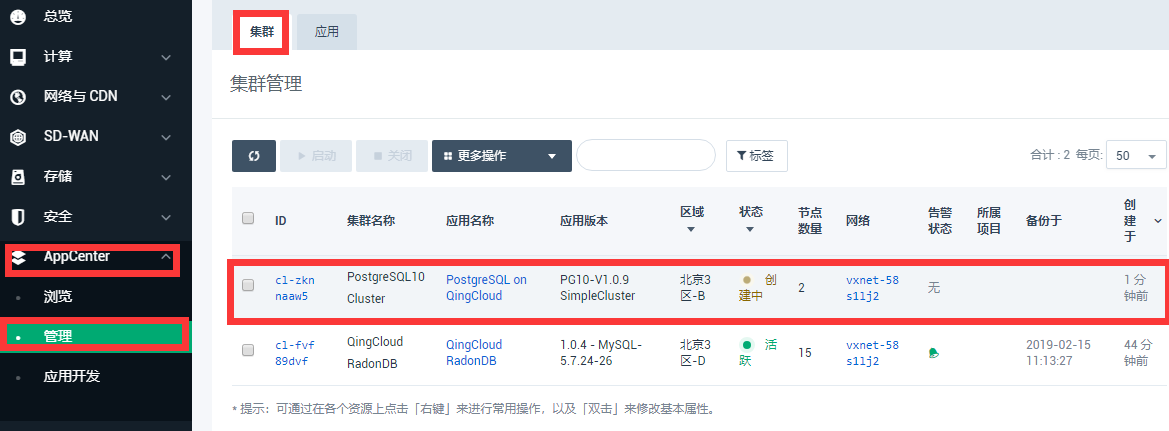 总览
计算
网络与 CDN
SD-WAN
存储
安全
AppCenter
浏览
管理
应用开发
集群 应用
集群管理
启动 关闭 更多操作 标签 合计 : 2 每页: 50
ID 集群名称 应用名称 应用版本 区域 状态 节点数量 网络 告警状态 所属项目 备份于 创建于
cl-zkn PostgreSQL10 PostgreSQL on PG10-V1.0.9 北京3 创 2 vxnet-58 无 1 分
naaw5 Cluster QingCloud SimpleCluster 区-B 建中 s11j2 钟前
cl-fvf QingCloud QingCloud 1.0.4 - MySQL- 北京3 活 15 vxnet-58 2019-02-15 44 分
89dvf RadonDB RadonDB 5.7.24-26 区-D 跃 s11j2 11:13:27 钟前
* 提示：可通过在各个资源上点击「右键」来进行常用操作，以及「双击」来修改基本属性。